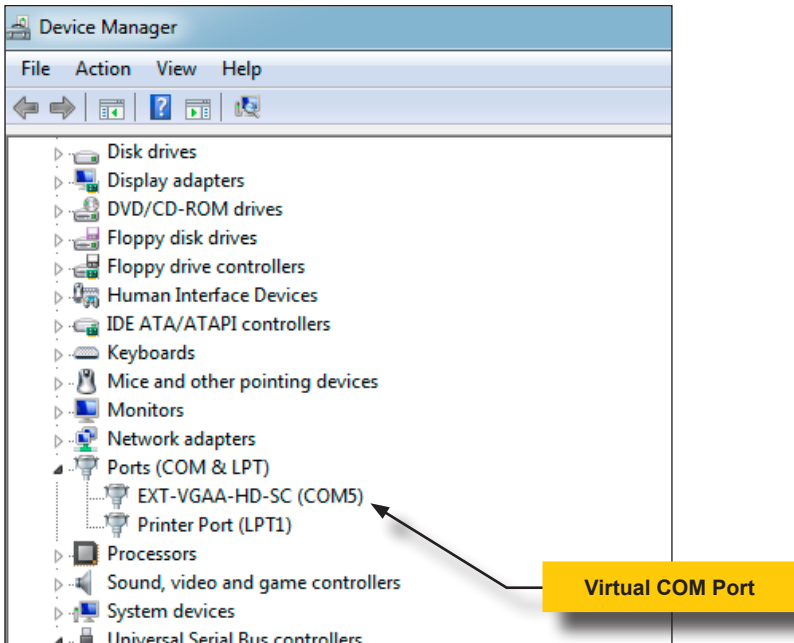 Device Manager
File Action View Help
Disk drives
Display adapters
DVD/CD-ROM drives
Floppy disk drives
Floppy drive controllers
Human Interface Devices
IDE ATA/ATAPI controllers
Keyboards
Mice and other pointing devices
Monitors
Network adapters
Ports (COM & LPT)
EXT-VGAA-HD-SC (COM5)
Printer Port (LPT1)
Processors
Sound, video and game controllers
Virtual COM Port
System devices
Universal Serial Bus controllers